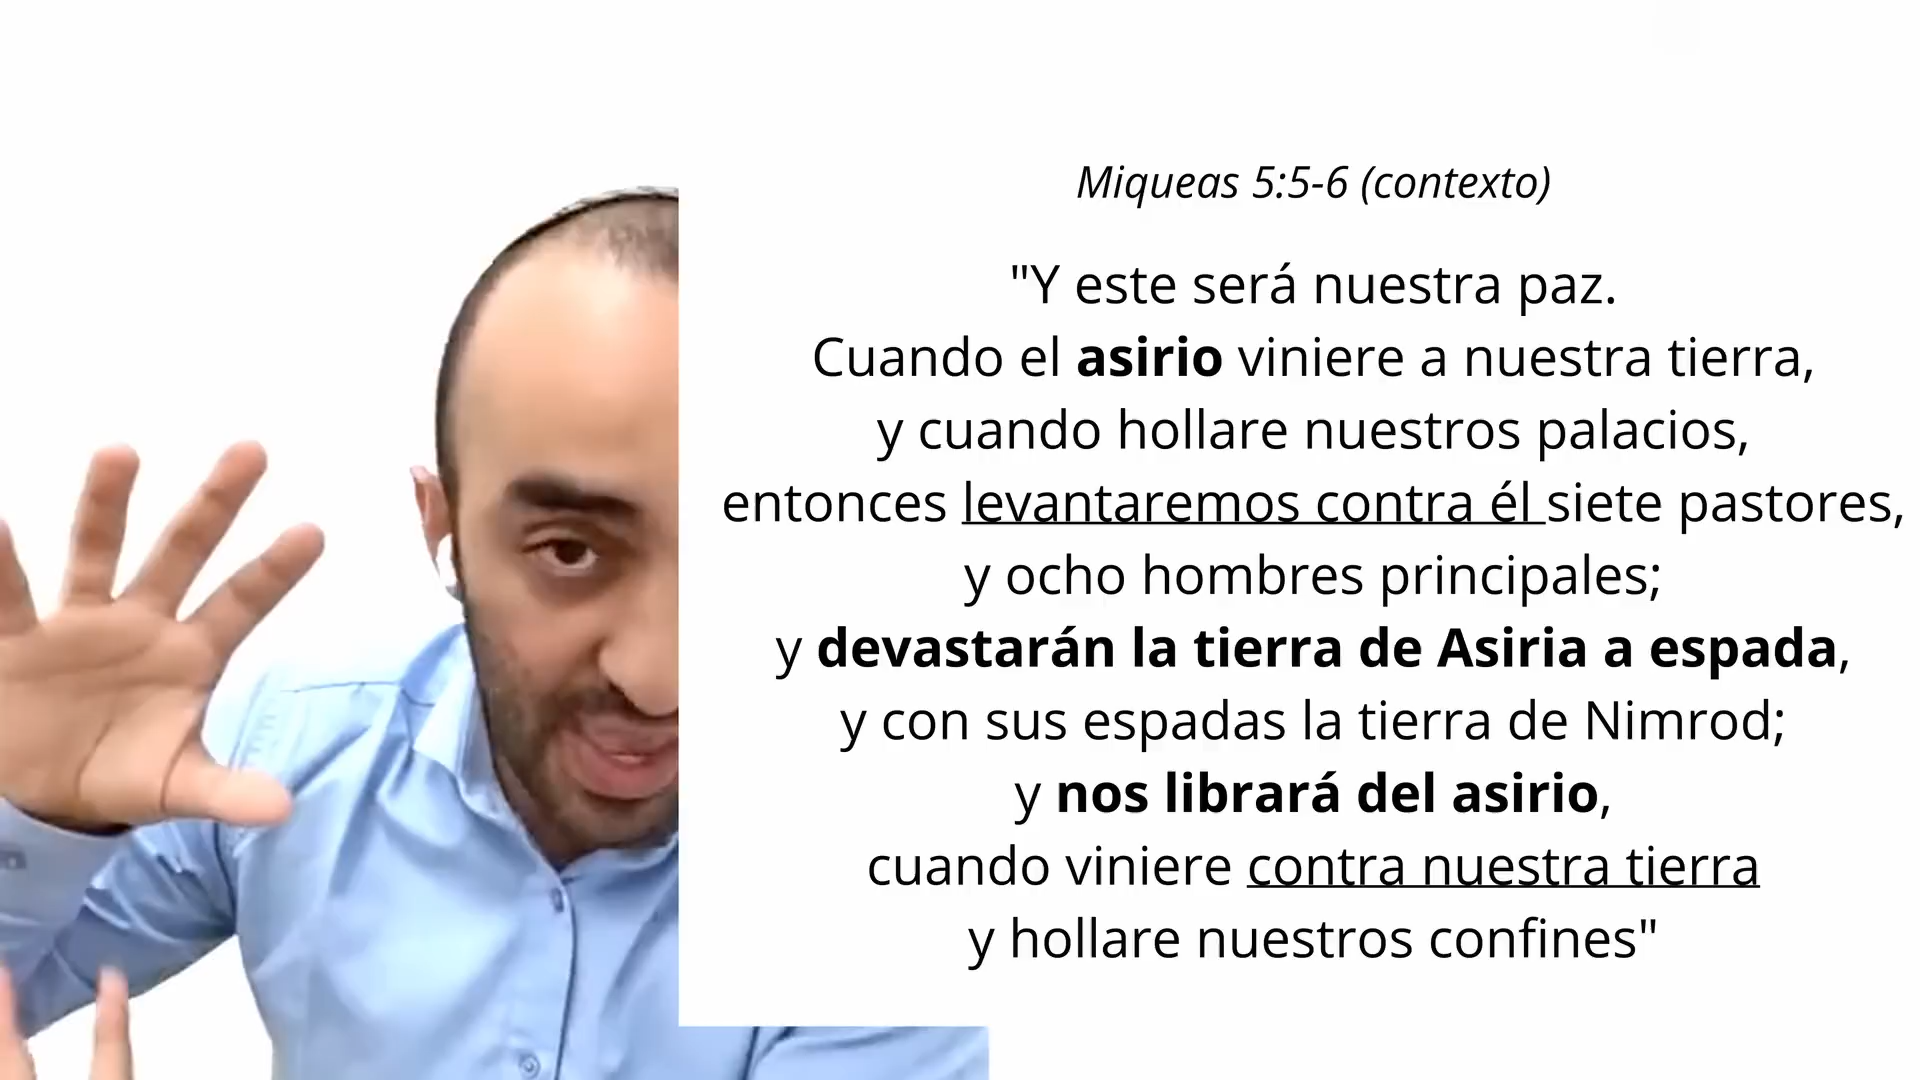 Miqueas 5:5-6 (contexto)
"Y este será nuestra paz.
Cuando el asirio viniere a nuestra tierra,
y cuando hollare nuestros palacios,
entonces levantaremos contra él siete pastores,
y ocho hombres principales;
y devastarán la tierra de Asiria a espada,
y con sus espadas la tierra de Nimrod;
y nos librará del asirio,
cuando viniere contra nuestra tierra
y hollare nuestros confines"